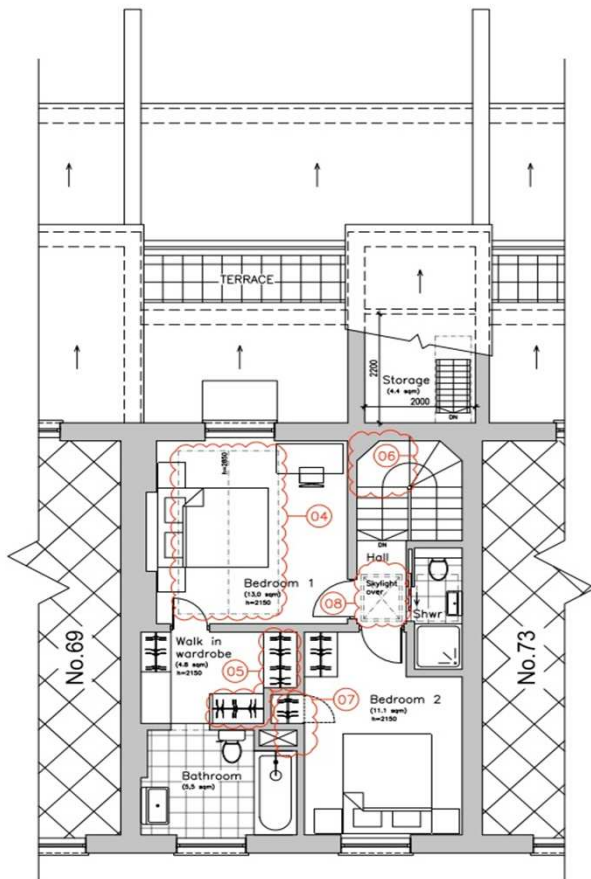 TERRACE
Storage
(4.4 sqm)
2200
2000
DN
06
h=2650
04
Bedroom 1
(13,0 sqm)
h=2150
DN
Hall
Skylight
over
08
Shwr
No.69
No.73
Walk in
wardrobe
(4.8 sqm)
h=2150
05
07
Bedroom 2
(11.1 sqm)
h=2150
Bathroom
(5,5 sqm)